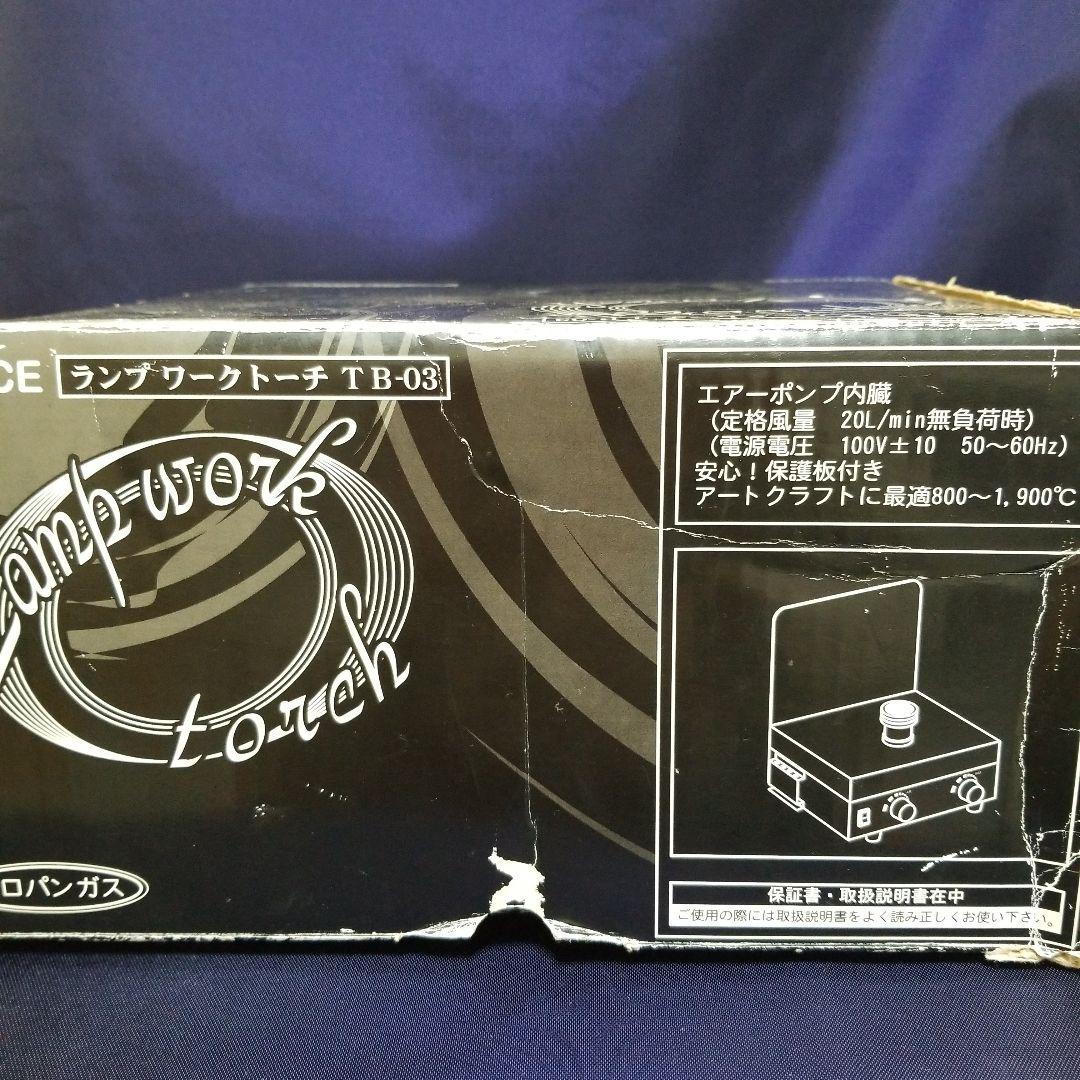 CE
ランプワークトーチ TB-03
Lamp work
torch
ロパンガス
エアーポンプ内臓
(定格風量 20L/min無負荷時)
(電源電圧 100V±10 50～60Hz)
安心！保護板付き
アートクラフトに最適800～1,900℃
保証書・取扱説明書在中
ご使用の際には取扱説明書をよく読み正しくお使い下さい。